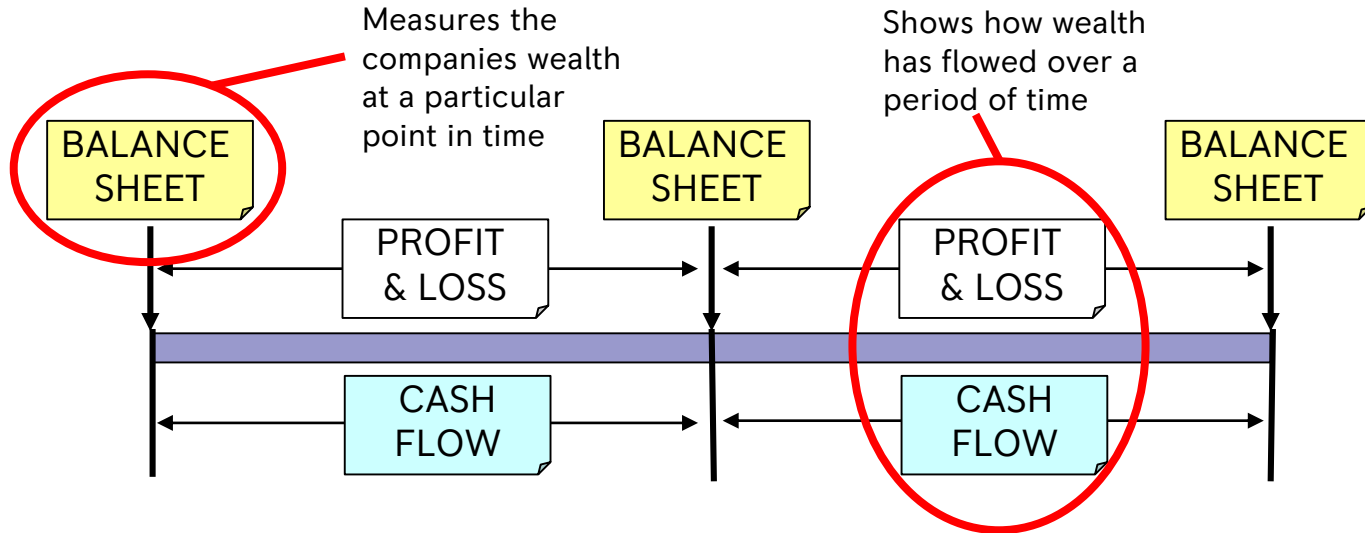 Measures the
companies wealth
at a particular
point in time
Shows how wealth
has flowed over a
period of time
BALANCE
SHEET
BALANCE
SHEET
BALANCE
SHEET
PROFIT
& LOSS
PROFIT
& LOSS
CASH
FLOW
CASH
FLOW